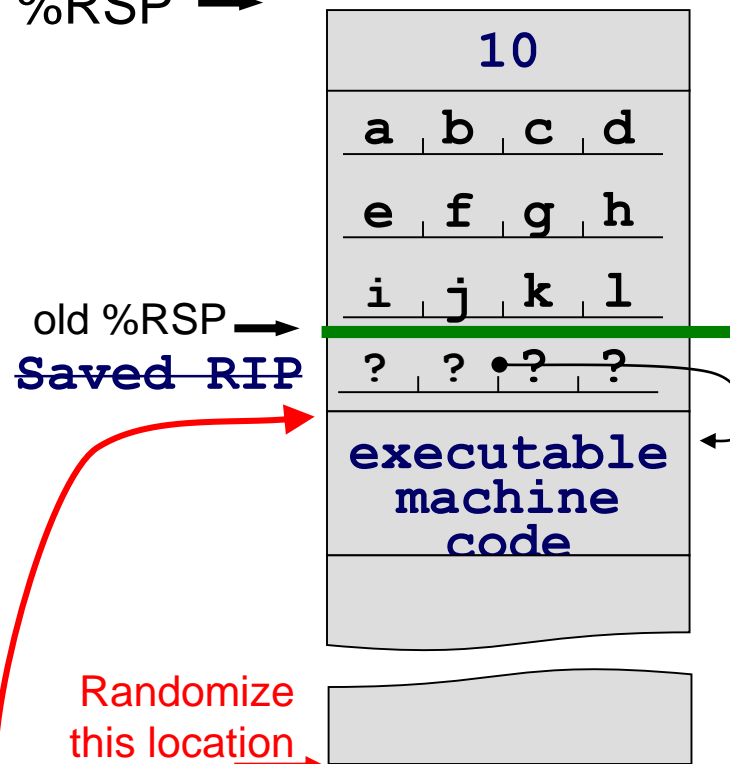 %RSP
10
a b c d
e f g h
i j k l
old %RSP
Saved RIP
? ? ? ?
executable
machine
code
Randomize
this location